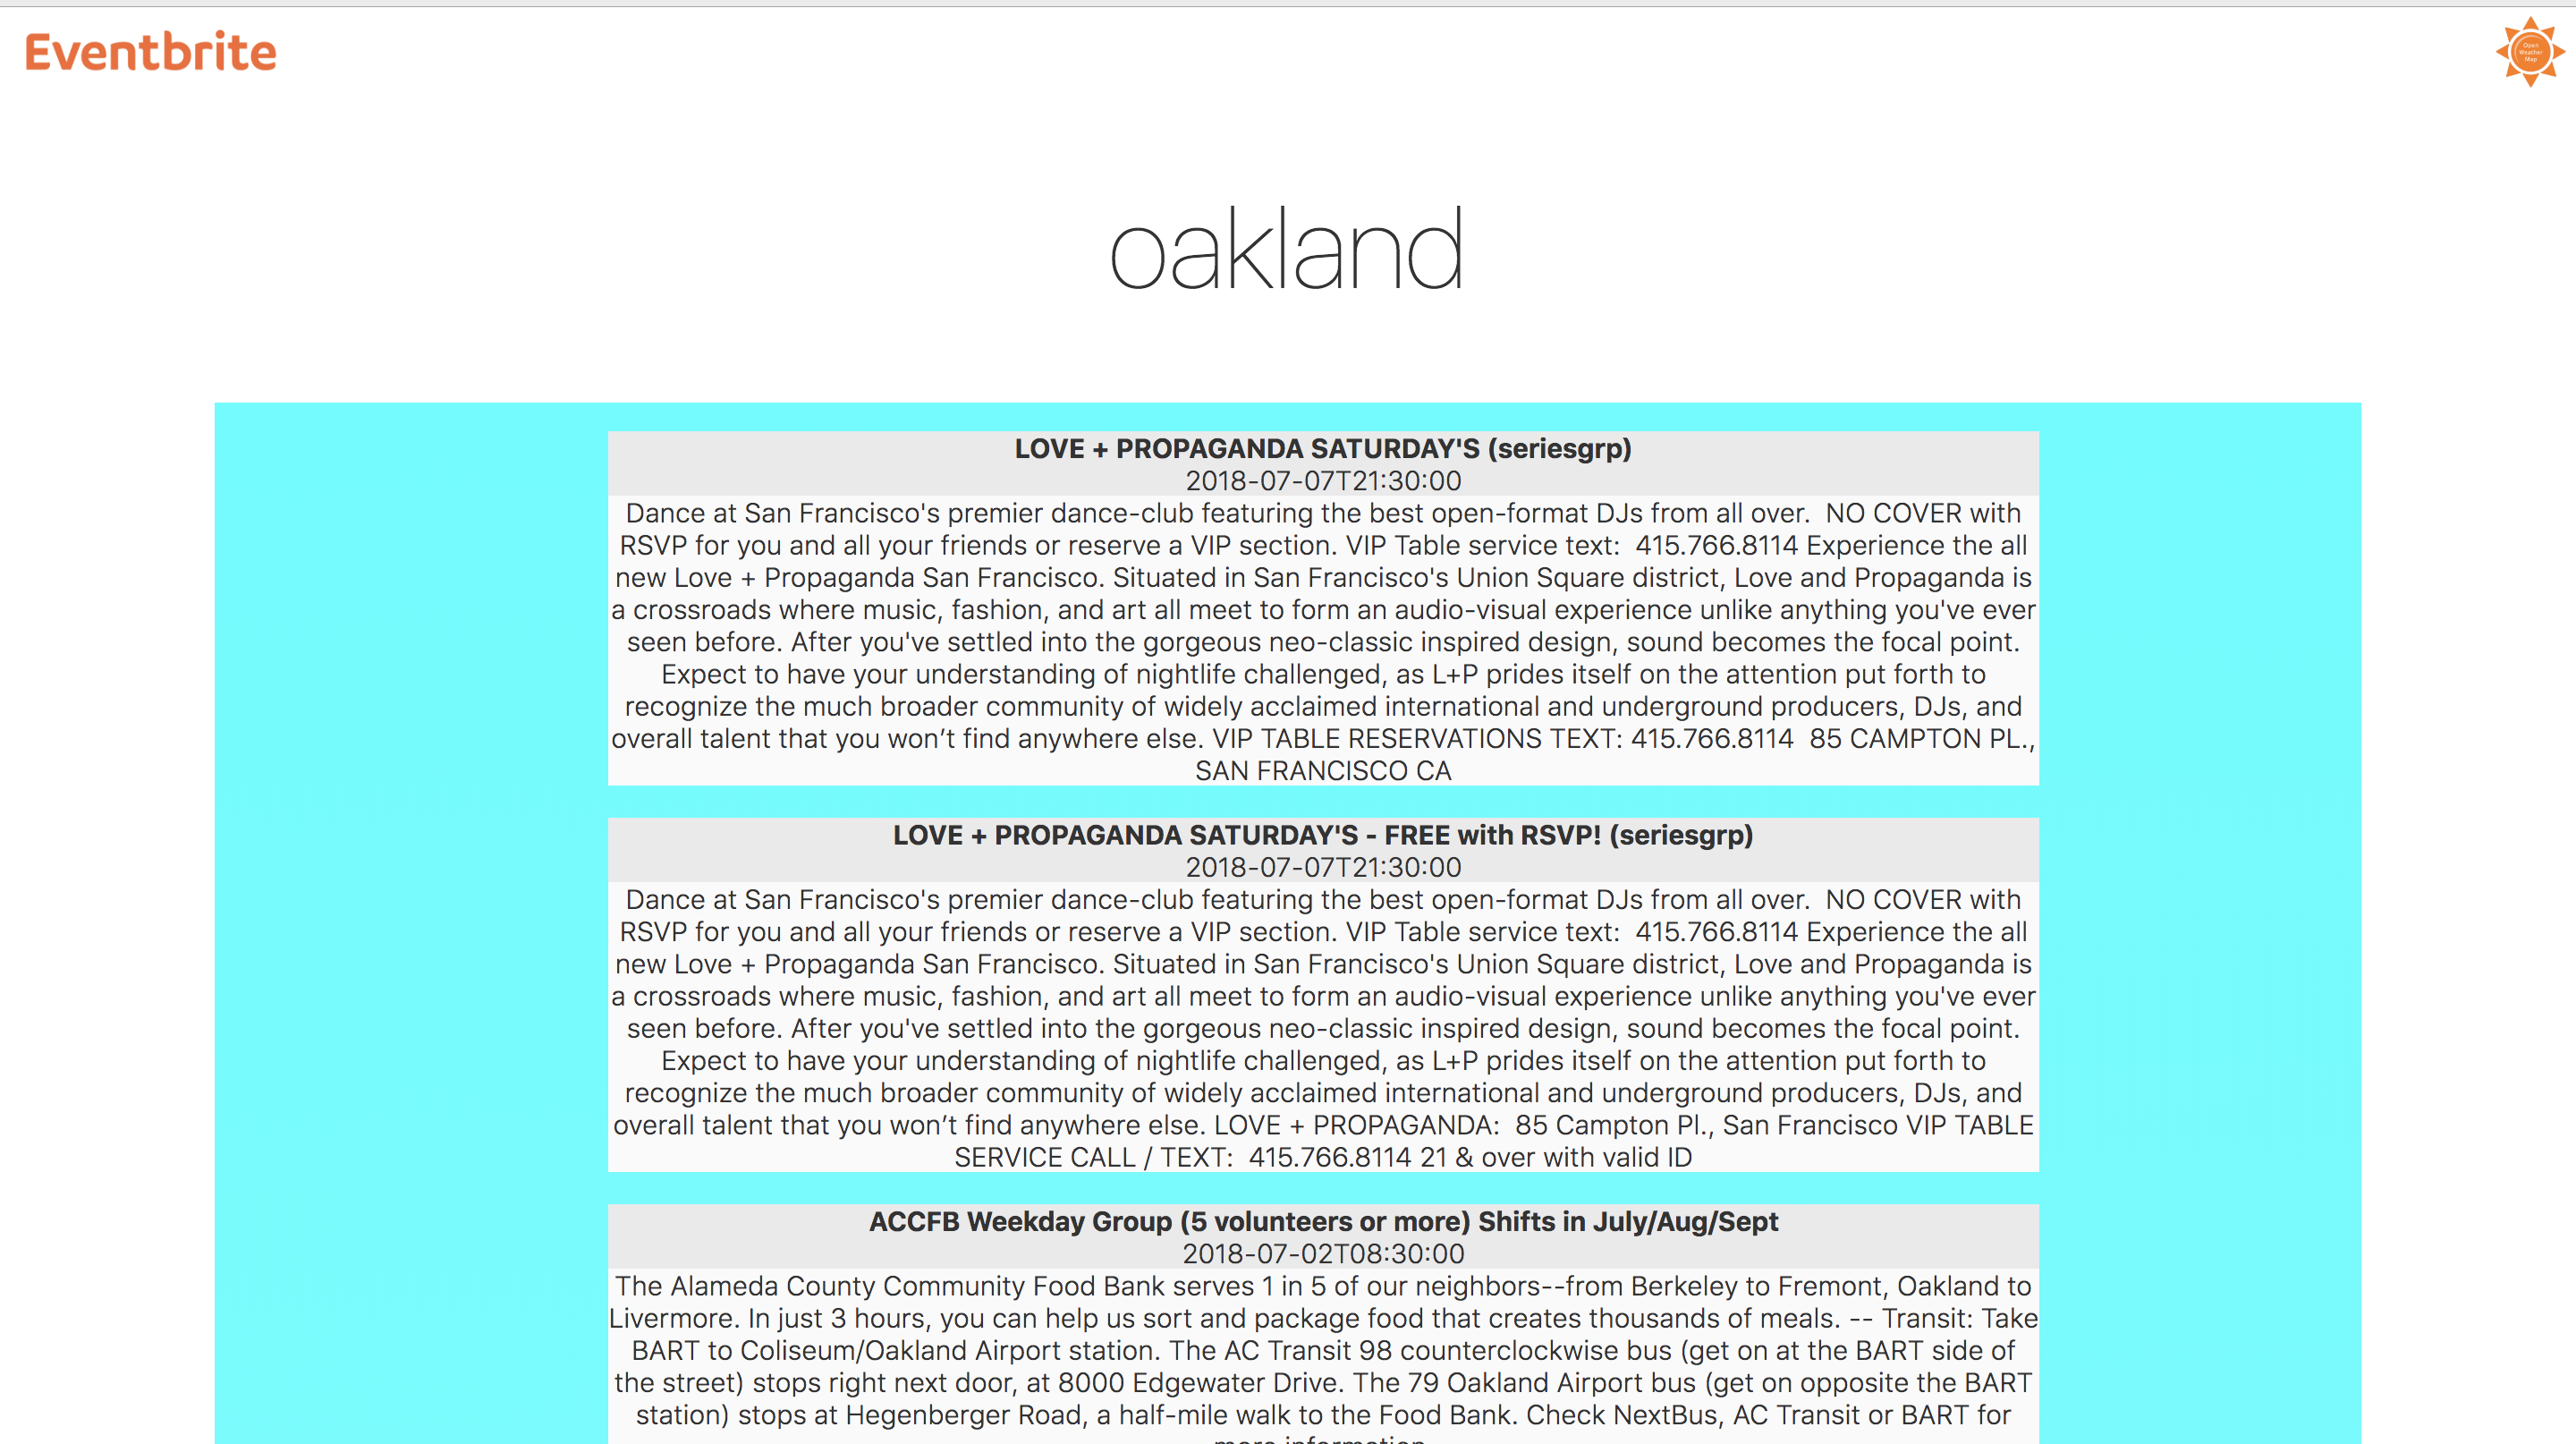 Eventbrite
Open
Weather
Map
oakland
LOVE + PROPAGANDA SATURDAY'S (seriesgrp)
2018-07-07T21:30:00
Dance at San Francisco's premier dance-club featuring the best open-format DJs from all over.  NO COVER with
RSVP for you and all your friends or reserve a VIP section. VIP Table service text:  415.766.8114 Experience the all
new Love + Propaganda San Francisco. Situated in San Francisco's Union Square district, Love and Propaganda is
a crossroads where music, fashion, and art all meet to form an audio-visual experience unlike anything you've ever
seen before. After you've settled into the gorgeous neo-classic inspired design, sound becomes the focal point.
Expect to have your understanding of nightlife challenged, as L+P prides itself on the attention put forth to
recognize the much broader community of widely acclaimed international and underground producers, DJs, and
overall talent that you won’t find anywhere else. VIP TABLE RESERVATIONS TEXT: 415.766.8114  85 CAMPTON PL.,
SAN FRANCISCO CA
LOVE + PROPAGANDA SATURDAY'S - FREE with RSVP! (seriesgrp)
2018-07-07T21:30:00
Dance at San Francisco's premier dance-club featuring the best open-format DJs from all over.  NO COVER with
RSVP for you and all your friends or reserve a VIP section. VIP Table service text:  415.766.8114 Experience the all
new Love + Propaganda San Francisco. Situated in San Francisco's Union Square district, Love and Propaganda is
a crossroads where music, fashion, and art all meet to form an audio-visual experience unlike anything you've ever
seen before. After you've settled into the gorgeous neo-classic inspired design, sound becomes the focal point.
Expect to have your understanding of nightlife challenged, as L+P prides itself on the attention put forth to
recognize the much broader community of widely acclaimed international and underground producers, DJs, and
overall talent that you won’t find anywhere else. LOVE + PROPAGANDA:  85 Campton Pl., San Francisco VIP TABLE
SERVICE CALL / TEXT:  415.766.8114 21 & over with valid ID
ACCFB Weekday Group (5 volunteers or more) Shifts in July/Aug/Sept
2018-07-02T08:30:00
The Alameda County Community Food Bank serves 1 in 5 of our neighbors--from Berkeley to Fremont, Oakland to
Livermore. In just 3 hours, you can help us sort and package food that creates thousands of meals. -- Transit: Take
BART to Coliseum/Oakland Airport station. The AC Transit 98 counterclockwise bus (get on at the BART side of
the street) stops right next door, at 8000 Edgewater Drive. The 79 Oakland Airport bus (get on opposite the BART
station) stops at Hegenberger Road, a half-mile walk to the Food Bank. Check NextBus, AC Transit or BART for
more information